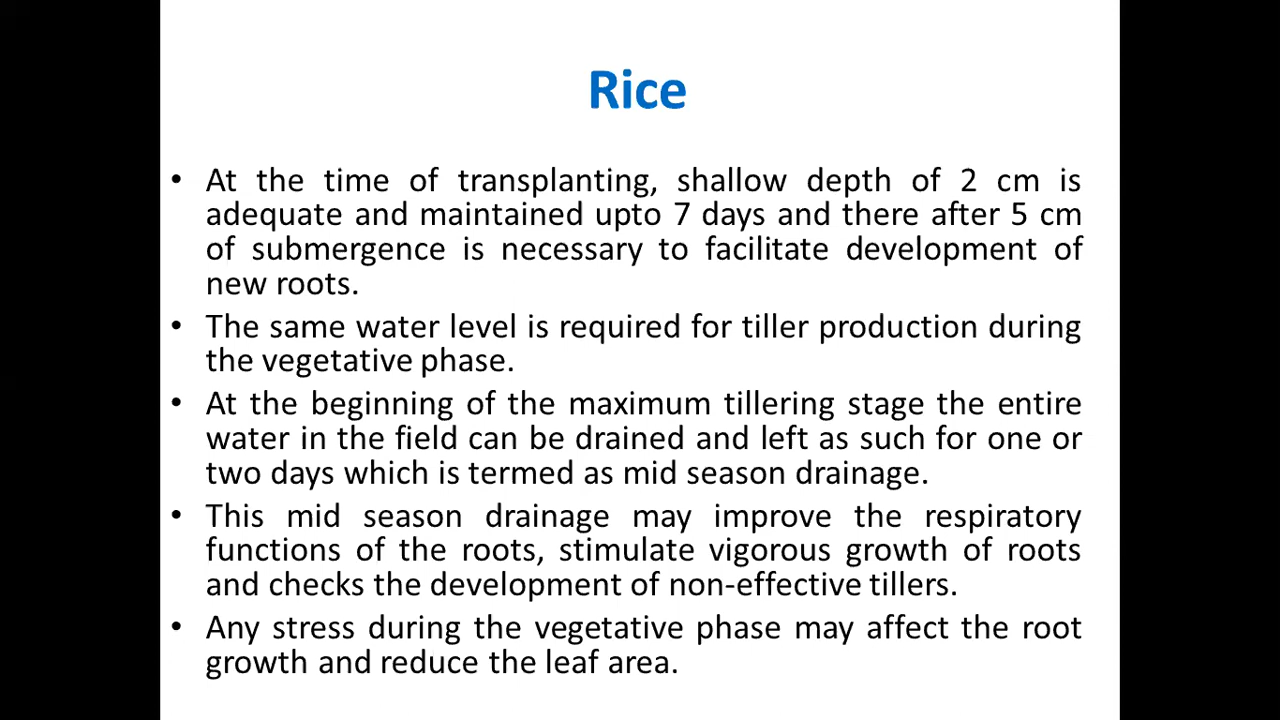 Rice
• At the time of transplanting, shallow depth of 2 cm is
adequate and maintained upto 7 days and there after 5 cm
of submergence is necessary to facilitate development of
new roots.
• The same water level is required for tiller production during
the vegetative phase.
• At the beginning of the maximum tillering stage the entire
water in the field can be drained and left as such for one or
two days which is termed as mid season drainage.
• This mid season drainage may improve the respiratory
functions of the roots, stimulate vigorous growth of roots
and checks the development of non-effective tillers.
• Any stress during the vegetative phase may affect the root
growth and reduce the leaf area.